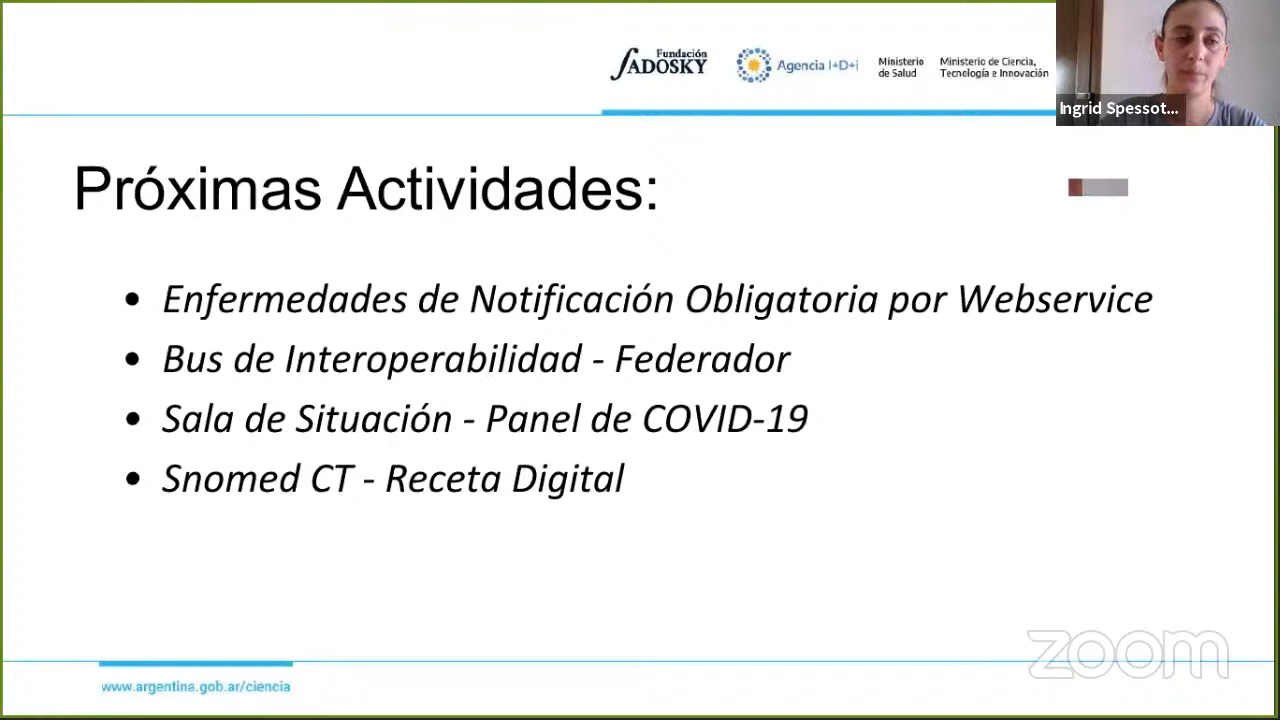 Fundación
SADOSKY
Agencia I+D+i
Ministerio
de Salud
Ministerio de Ciencia,
Tecnología e Innovación
Ingrid Spessot...
Próximas Actividades:
• Enfermedades de Notificación Obligatoria por Webservice
• Bus de Interoperabilidad - Federador
• Sala de Situación - Panel de COVID-19
• Snomed CT - Receta Digital
zoom
www.argentina.gob.ar/ciencia